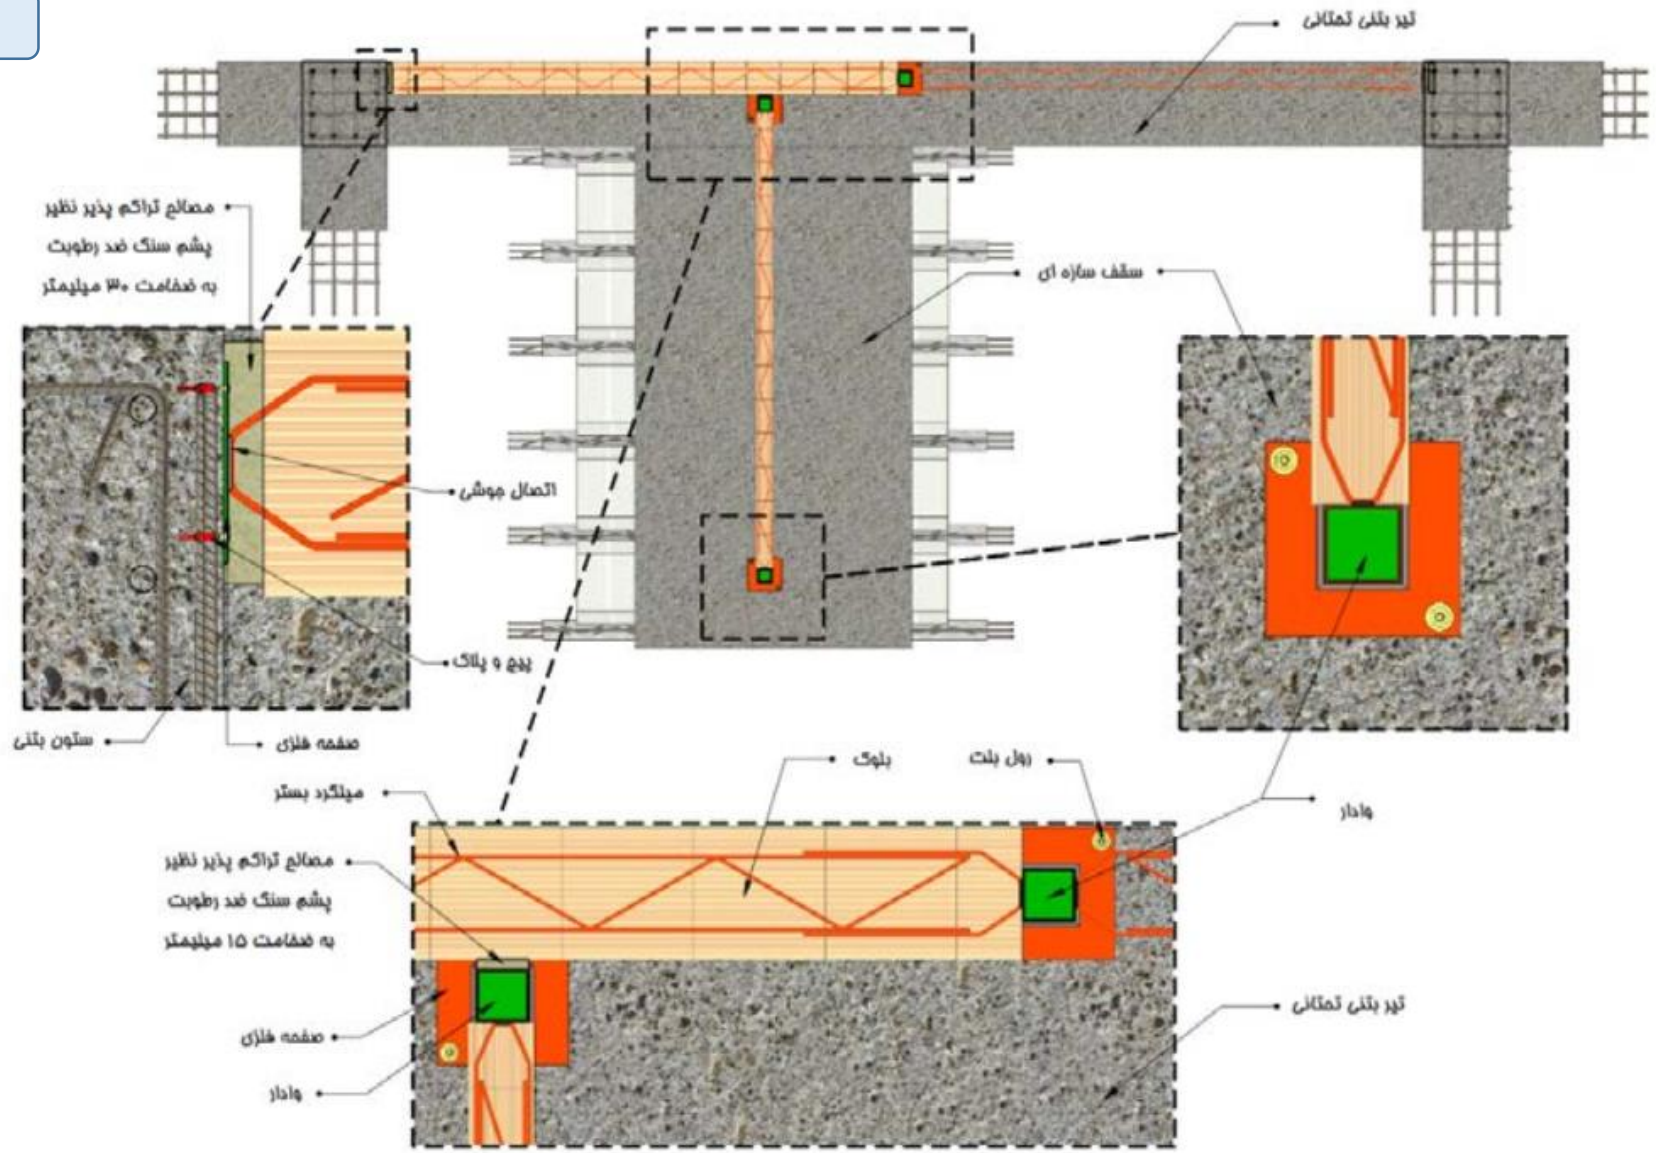 تیر بتنی تحتانی
مصالح تراکم پذیر نظیر
پشم سنگ ضد رطوبت
به ضخامت ۳۰ میلیمتر
سقف سازه ای
اتصال جوشی
پیچ و پلاک
ستون بتنی
صفحه فلزی
بلوک
رول بلت
میلگرد بستر
وادار
مصالح تراکم پذیر نظیر
پشم سنگ ضد رطوبت
به ضخامت ۱۵ میلیمتر
تیر بتنی تحتانی
صفحه فلزی
وادار